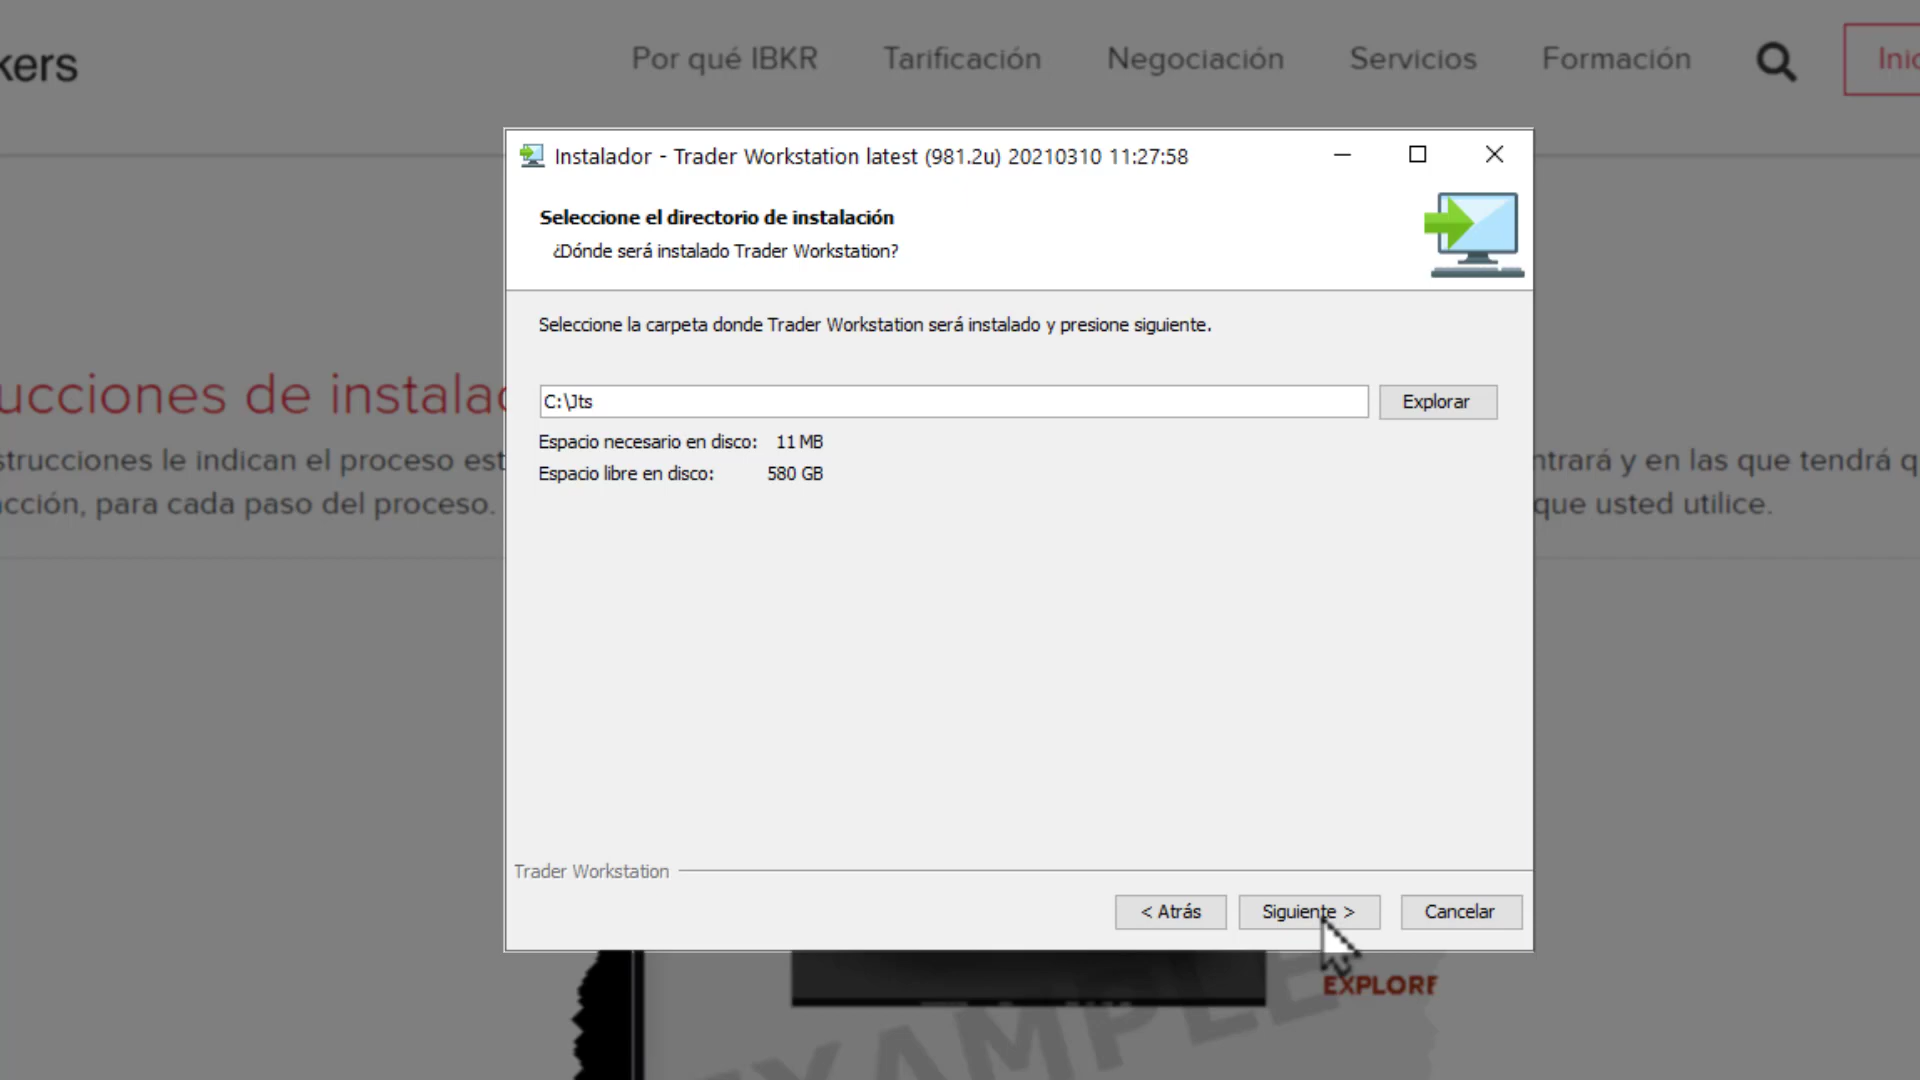 kers
Por qué IBKR
Tarificación
Negociación
Servicios
Formación
Instalador - Trader Workstation latest (981.2u) 20210310 11:27:58
Seleccione el directorio de instalación
¿Dónde será instalado Trader Workstation?
Seleccione la carpeta donde Trader Workstation será instalado y presione siguiente.
C:\Jts
Explorar
Espacio necesario en disco: 11 MB
Espacio libre en disco: 580 GB
ucciones de instalac
strucciones le indican el proceso est
ntrará y en las que tendrá q
acción, para cada paso del proceso.
que usted utilice.
Trader Workstation
< Atrás
Siguiente >
Cancelar
EXPLORE
EXAMPLE